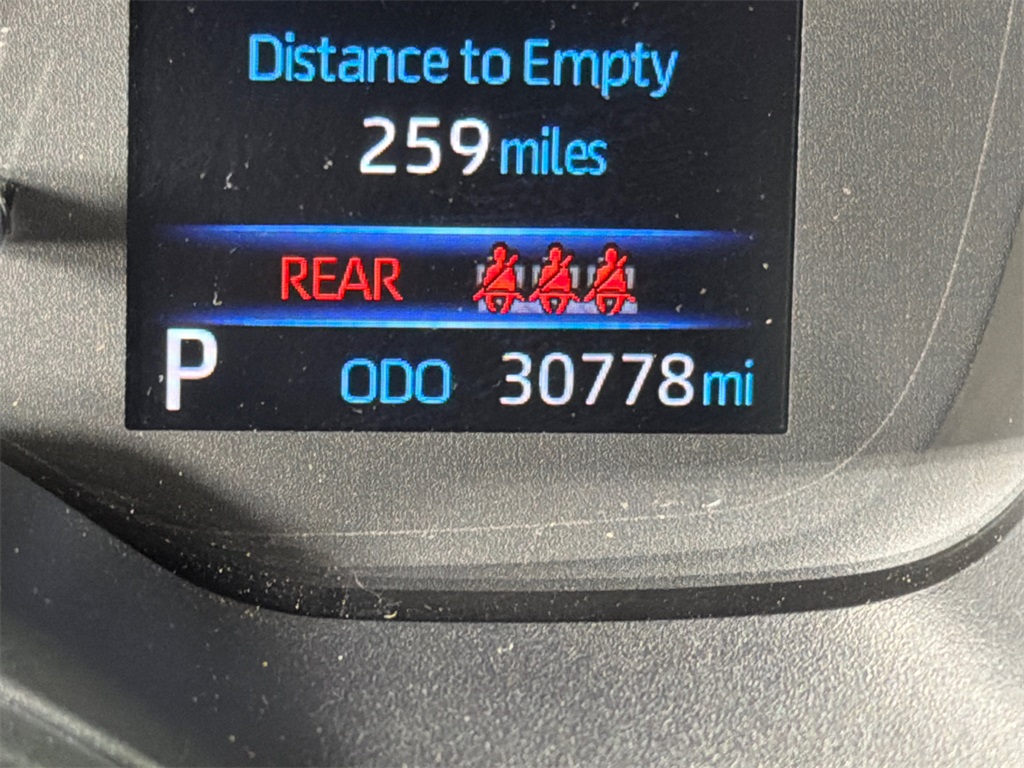 Distance to Empty
259 miles
REAR
P ODO 30778 mi